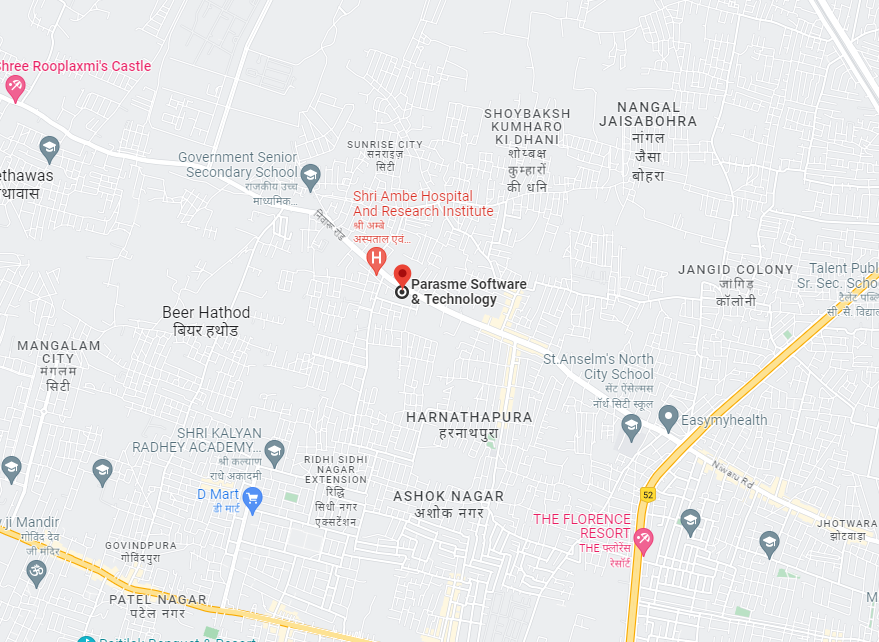 Shree Rooplaxmi's Castle
SHOYBAKSH
KUMHARO
KI DHANI
शोय्बक्ष
कुम्हारों
की धनि
NANGAL
JAISABOHRA
नांगल
जैसा
बोहरा
SUNRISE CITY
सनराइज़
सिटी
Government Senior
Secondary School
राजकीय उच्च
माध्यमिक...
ethawas
थावास
Shri Ambe Hospital
And Research Institute
श्री अम्बे
अस्पताल एवं...
निवारू रोड
H
Parasme Software
& Technology
JANGID COLONY
जांगिड़
कॉलोनी
Talent Publ
Sr. Sec. Scho
टैलेंट पब्लि
सी. से. विद्याल
Beer Hathod
बियर हथोड
MANGALAM
CITY
मंगलम
सिटी
St.Anselm's North
City School
सेंट ऐंसेल्मस
नॉर्थ सिटी स्कूल
Easymyhealth
HARNATHAPURA
हरनाथपुरा
SHRI KALYAN
RADHEY ACADEMY...
श्री कल्याण
राधे अकादमी
RIDHI SIDHI
NAGAR
EXTENSION
रिद्धि
सिधी नगर
एक्सटेंशन
Niwaru Rd
D Mart
डी मार्ट
ASHOK NAGAR
अशोक नगर
52
THE FLORENCE
RESORT
THE फ्लोरेंस
रेसॉर्ट
JHOTWARA
झोटवाड़ा
ji Mandir
गोविंद देव
जी मंदिर
GOVINDPURA
गोविंदपुरा
PATEL NAGAR
पटेल नगर
M